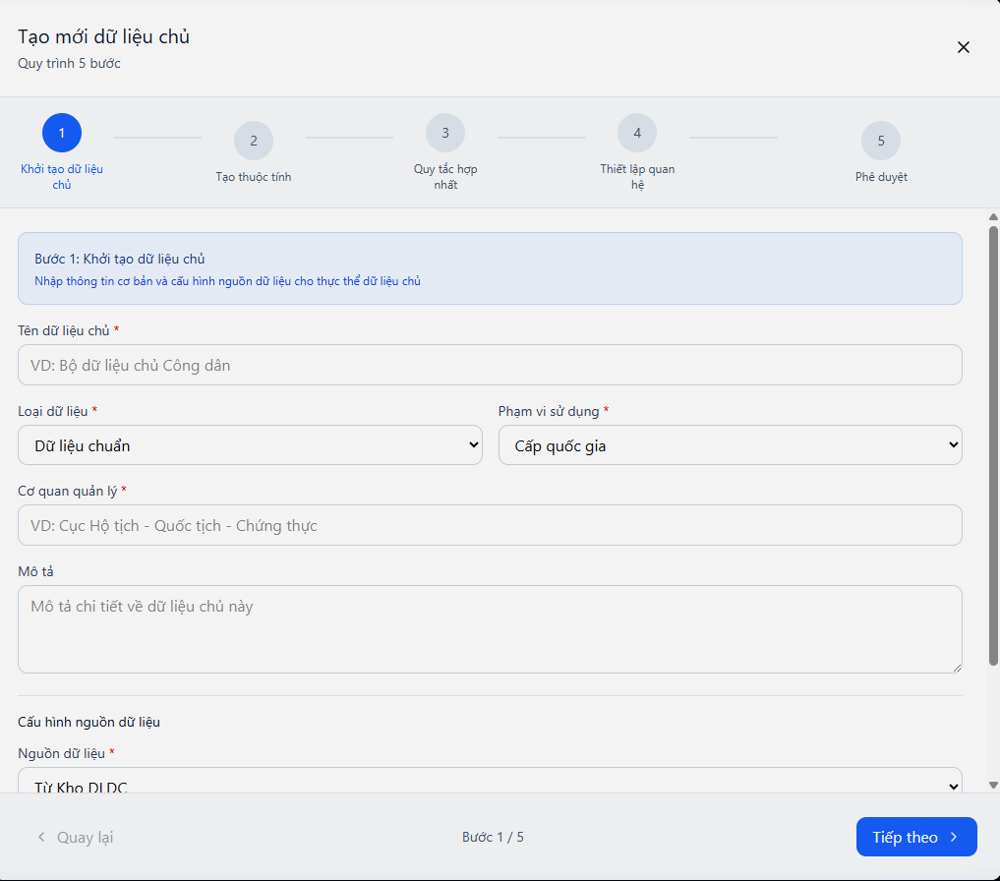 Tạo mới dữ liệu chủ
Quy trình 5 bước
1
2
3
4
5
Khởi tạo dữ liệu
chủ
Tạo thuộc tính
Quy tắc hợp
nhất
Thiết lập quan
hệ
Phê duyệt
Bước 1: Khởi tạo dữ liệu chủ
Nhập thông tin cơ bản và cấu hình nguồn dữ liệu cho thực thể dữ liệu chủ
Tên dữ liệu chủ *
VD: Bộ dữ liệu chủ Công dân
Loại dữ liệu *
Phạm vi sử dụng *
Dữ liệu chuẩn
Cấp quốc gia
Cơ quan quản lý *
VD: Cục Hộ tịch - Quốc tịch - Chứng thực
Mô tả
Mô tả chi tiết về dữ liệu chủ này
Cấu hình nguồn dữ liệu
Nguồn dữ liệu *
Từ Kho DLDC
Quay lại
Bước 1 / 5
Tiếp theo